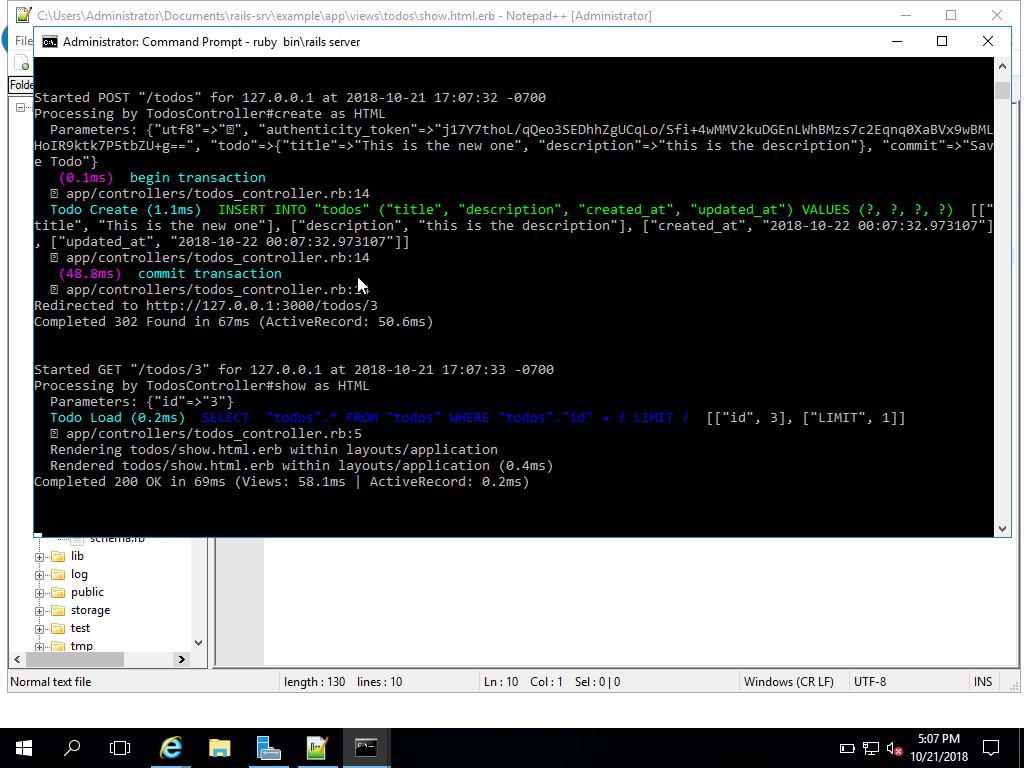 C:\Users\Administrator\Documents\rails-srv\example\app\views\todos\show.html.erb - Notepad++ [Administrator]
File
Administrator: Command Prompt - ruby  bin\rails server
Folde
Started POST "/todos" for 127.0.0.1 at 2018-10-21 17:07:32 -0700
Processing by TodosController#create as HTML
Parameters: {"utf8"=>"", "authenticity_token"=>"j17Y7thoL/qQeo3SEDhhZgUCqLo/Sfi+4wMMV2kuDGEnLWhBMzs7c2Eqnq0XaBVx9wBML
HoIR9ktk7P5tbZU+g==", "todo"=>{"title"=>"This is the new one", "description"=>"this is the description"}, "commit"=>"Sav
e Todo"}
(0.1ms)  begin transaction
app/controllers/todos_controller.rb:14
Todo Create (1.1ms)  INSERT INTO "todos" ("title", "description", "created_at", "updated_at") VALUES (?, ?, ?, ?)  [["
title", "This is the new one"], ["description", "this is the description"], ["created_at", "2018-10-22 00:07:32.973107"]
, ["updated_at", "2018-10-22 00:07:32.973107"]]
app/controllers/todos_controller.rb:14
(48.8ms)  commit transaction
app/controllers/todos_controller.rb:14
Redirected to http://127.0.0.1:3000/todos/3
Completed 302 Found in 67ms (ActiveRecord: 50.6ms)
Started GET "/todos/3" for 127.0.0.1 at 2018-10-21 17:07:33 -0700
Processing by TodosController#show as HTML
Parameters: {"id"=>"3"}
Todo Load (0.2ms)  SELECT  "todos".* FROM "todos" WHERE "todos"."id" = ? LIMIT ?  [["id", 3], ["LIMIT", 1]]
app/controllers/todos_controller.rb:5
Rendering todos/show.html.erb within layouts/application
Rendered todos/show.html.erb within layouts/application (0.4ms)
Completed 200 OK in 69ms (Views: 58.1ms | ActiveRecord: 0.2ms)
schema.rb
lib
log
public
storage
test
tmp
Normal text file
length : 130    lines : 10
Ln : 10    Col : 1    Sel : 0 | 0
Windows (CR LF)
UTF-8
INS
5:07 PM
10/21/2018